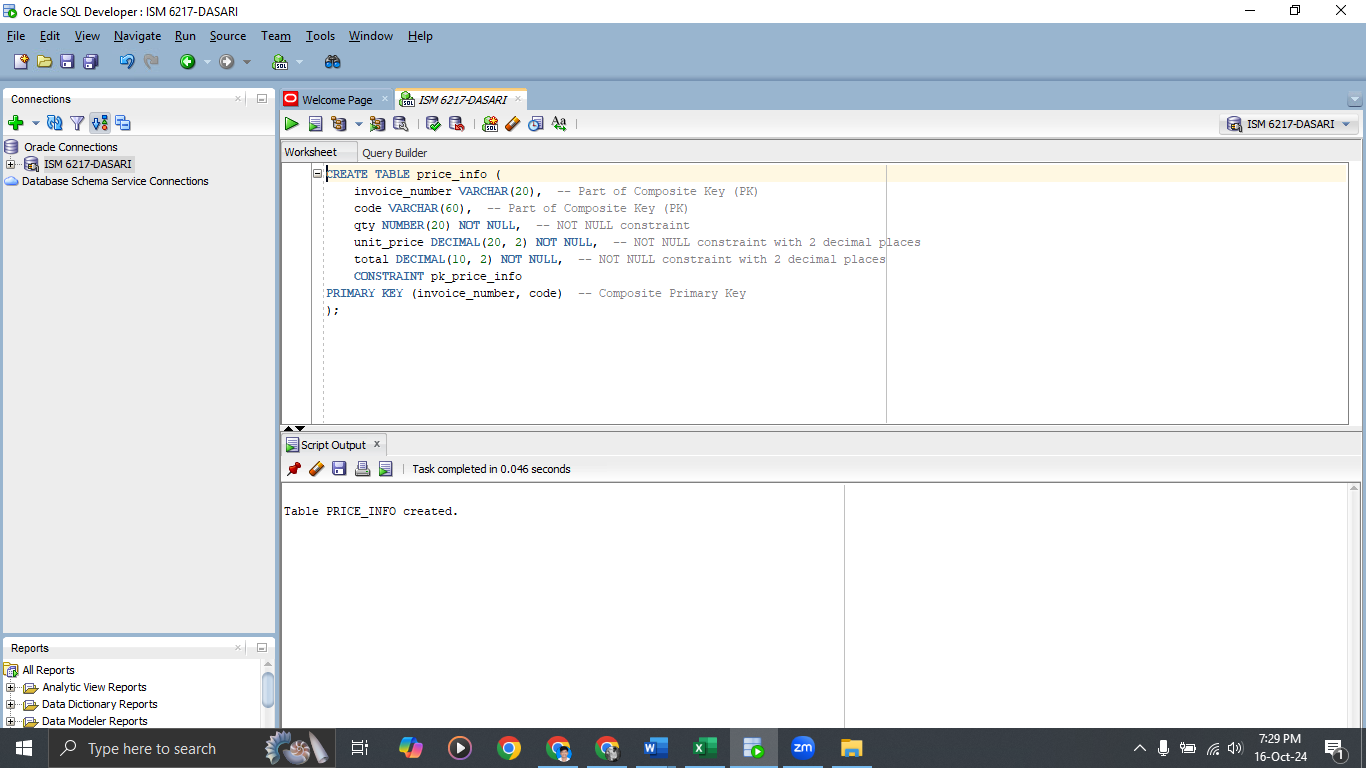 Oracle SQL Developer : ISM 6217-DASARI
File Edit View Navigate Run Source Team Tools Window Help
Connections
Oracle Connections
ISM 6217-DASARI
Database Schema Service Connections
Welcome Page
ISM 6217-DASARI
ISM 6217-DASARI
Worksheet Query Builder
CREATE TABLE price_info (
invoice_number VARCHAR(20), -- Part of Composite Key (PK)
code VARCHAR(60), -- Part of Composite Key (PK)
qty NUMBER(20) NOT NULL, -- NOT NULL constraint
unit_price DECIMAL(20, 2) NOT NULL, -- NOT NULL constraint with 2 decimal places
total DECIMAL(10, 2) NOT NULL, -- NOT NULL constraint with 2 decimal places
CONSTRAINT pk_price_info
PRIMARY KEY (invoice_number, code) -- Composite Primary Key
);
Script Output
Task completed in 0.046 seconds
Table PRICE_INFO created.
Reports
All Reports
Analytic View Reports
Data Dictionary Reports
Data Modeler Reports
Type here to search
zm
7:29 PM
16-Oct-24
1